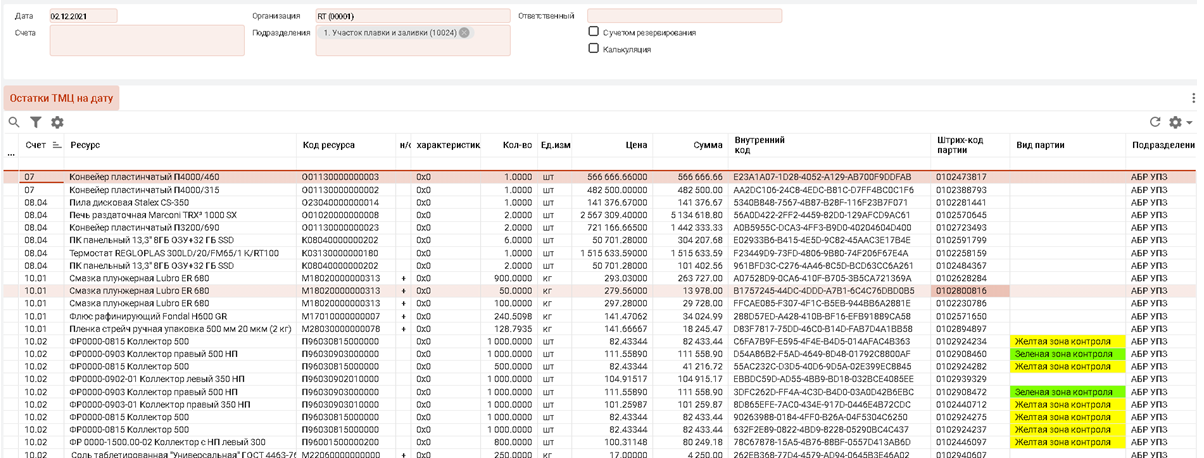 Дата 02.12.2021 Организация RT (00001) Ответственный
Счета Подразделения 1. Участок плавки и заливки (10024) С учетом резервирования
Калькуляция
Остатки ТМЦ на дату
... Счет Ресурс Код ресурса н/с характеристик Кол-во Ед.изм Цена Сумма Внутренний код Штрих-код партии Вид партии Подразделени
07 Конвейер пластинчатый П4000/460 О01130000000003 0x0 1.0000 шт 566 666.66000 566 666.66 E23A1A07-1D28-4052-A129-AB700F9DDFAB 0102473817 АБР УПЗ
07 Конвейер пластинчатый П4000/315 О01130000000002 0x0 1.0000 шт 482 500.00000 482 500.00 AA2DC106-24C8-4EDC-B81C-D7FF4BC0C1F6 0102388793 АБР УПЗ
08.04 Пила дисковая Stalex CS-350 О23040000000014 0x0 1.0000 шт 141 376.67000 141 376.67 5340B848-7567-4B87-B28F-116F23B7F071 0102281441 АБР УПЗ
08.04 Печь раздаточная Marconi TRX³ 1000 SX О01020000000008 0x0 2.0000 шт 2 567 309.40000 5 134 618.80 56A0D422-2FF2-4459-82D0-129AFCD9AC61 0102570645 АБР УПЗ
08.04 Конвейер пластинчатый П3200/690 О01130000000023 0x0 2.0000 шт 721 166.65000 1 442 333.33 A0B5955C-DCA3-4FF3-B9D0-40204604D400 0102723493 АБР УПЗ
08.04 ПК панельный 13,3" 8ГБ ОЗУ+32 ГБ SSD К08040000000202 0x0 6.0000 шт 50 701.28000 304 207.68 E02933B6-B415-4E5D-9C82-45AAC3E17B4E 0102591799 АБР УПЗ
08.04 Термостат REGLOPLAS 300LD/20/FM65/1 K/RT100 К03130000000180 0x0 1.0000 шт 1 515 633.59000 1 515 633.59 F23449D9-73FD-4806-9B80-74F206F67E4A 0102258159 АБР УПЗ
08.04 ПК панельный 13,3" 8ГБ ОЗУ+32 ГБ SSD К08040000000202 0x0 2.0000 шт 50 701.28000 101 402.56 961BFD3C-C276-4A46-8C5D-BCD63CC6A261 0102484367 АБР УПЗ
10.01 Смазка плунжерная Lubro ER 680 М18020000000313 + 0x0 900.0000 кг 293.03000 263 727.00 A07528D9-0CA6-410F-B705-3B5CA79A219C 0102628284 АБР УПЗ
10.01 Смазка плунжерная Lubro ER 680 М18020000000313 + 0x0 50.0000 кг 279.56000 13 978.00 B1757245-44DC-4DDD-A7B1-6C4C76DBD0B5 0102800816 АБР УПЗ
10.01 Смазка плунжерная Lubro ER 680 М18020000000313 + 0x0 100.0000 кг 297.28000 29 728.00 FFCAE085-F307-4F1C-B5EB-944BB6A2881E 0102230786 АБР УПЗ
10.01 Флюс рафинирующий Fondal H600 GR М17010000000007 + 0x0 240.5098 кг 141.47062 34 024.99 288D57ED-A428-410B-BF16-EFB91889CA58 0102571650 АБР УПЗ
10.01 Пленка стрейч ручная упаковка 500 мм 20 мкм (2 кг) М28030000000078 + 0x0 128.7935 кг 141.66667 18 245.47 D83F7817-75DD-46C0-B14D-FAB7D4A1BB58 0102894897 АБР УПЗ
10.02 ФР0000-0815 Коллектор 500 П96030815000000 0x0 1 000.0000 шт 82.43344 82 433.44 C6FA7B9F-E595-4F4E-B4D5-014AFAC4B363 0102924234 Желтая зона контроля АБР УПЗ
10.02 ФР0000-0903 Коллектор правый 500 НП П96030903000000 0x0 1 000.0000 шт 111.55890 111 558.90 D54A86B2-F5AD-4649-8D48-01792C8800AF 0102908460 Зеленая зона контроля АБР УПЗ
10.02 ФР0000-0815 Коллектор 500 П96030815000000 0x0 500.0000 шт 82.43344 41 216.72 55AC232C-D3D5-40D6-9D5A-02E399EC8845 0102924282 Желтая зона контроля АБР УПЗ
10.02 ФР0000-0902-01 Коллектор левый 350 НП П96030902010000 0x0 1 000.0000 шт 104.91517 104 915.17 EBBDC59D-AD55-4BB9-BD18-032BCE4085EE 0102939329 АБР УПЗ
10.02 ФР0000-0903 Коллектор правый 500 НП П96030903000000 0x0 1 000.0000 шт 111.55890 111 558.90 3DFC262D-FF4A-4C3D-B4D0-03A0D42B6EBC 0102908472 Зеленая зона контроля АБР УПЗ
10.02 ФР0000-0903-01 Коллектор правый 350 НП П96030903010000 0x0 1 000.0000 шт 101.25987 101 259.87 BD865EFE-7AC0-434E-917D-0446E4B72CDC 0102440712 Желтая зона контроля АБР УПЗ
10.02 ФР0000-0815 Коллектор 500 П96030815000000 0x0 1 000.0000 шт 82.43344 82 433.44 90263988-0184-4FF0-B26A-04F5304C6250 0102924275 Желтая зона контроля АБР УПЗ
10.02 ФР0000-0815 Коллектор 500 П96030815000000 0x0 1 000.0000 шт 82.43344 82 433.44 632F2E89-0822-4BD9-8228-05290BC4C437 0102924237 Желтая зона контроля АБР УПЗ
10.02 ФР 0000-1500.00-02 Коллектор с НП левый 300 П96001500000200 0x0 800.0000 шт 100.31148 80 249.18 78C67878-15A5-4B76-88BF-0557D413AB6D 0102446097 Желтая зона контроля АБР УПЗ
10.02 Соль таблетированная "Универсальная" ГОСТ 4463-76 М22060000000000 + 0x0 250.0000 кг 17.00000 4 250.00 262EB368-77D4-4579-AD94-0645B3E46A02 0102940607 АБР УПЗ